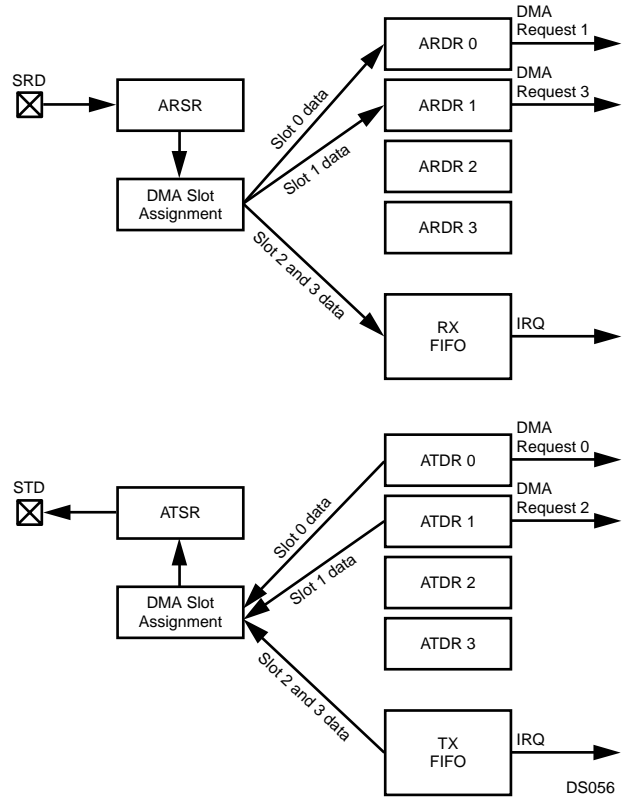 DMA
Request 1
ARDR 0
SRD
ARSR
DMA
Request 3
ARDR 1
Slot 0 data
Slot 1 data
ARDR 2
DMA Slot
Assignment
ARDR 3
Slot 2 and 3 data
RX
FIFO
IRQ
DMA
Request 0
ATDR 0
STD
ATSR
DMA
Request 2
ATDR 1
Slot 0 data
Slot 1 data
ATDR 2
DMA Slot
Assignment
ATDR 3
Slot 2 and 3 data
TX
FIFO
IRQ
DS056